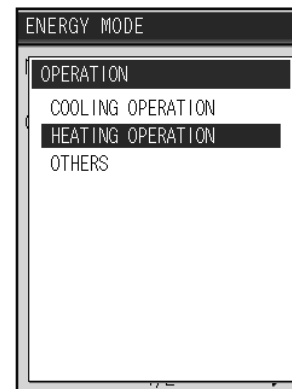 ENERGY MODE
OPERATION
COOLING OPERATION
HEATING OPERATION
OTHERS